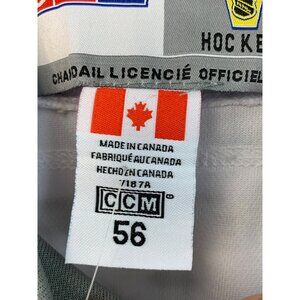 HOCKE
CHANDAIL LICENCIÉ OFFICIEL
MADE IN CANADA
FABRIQUÉ AU CANADA
HECHO EN CANADA
7187A
CCM
56